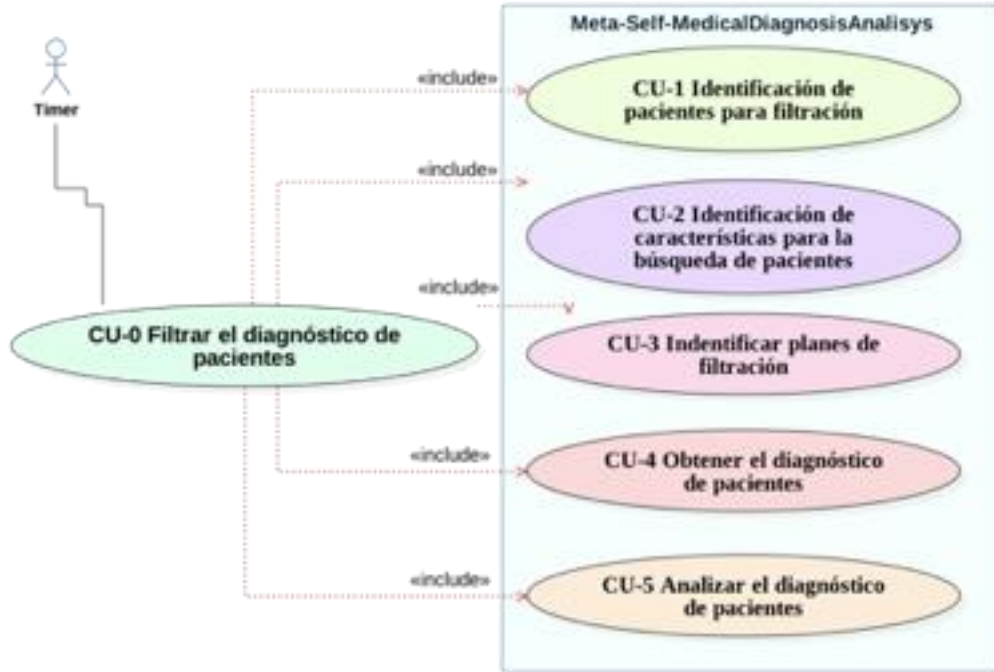 Meta-Self-MedicalDiagnosisAnalisys
Timer
«include»
CU-1 Identificación de
pacientes para filtración
«include»
CU-2 Identificación de
características para la
búsqueda de pacientes
«include»
CU-0 Filtrar el diagnóstico de
pacientes
CU-3 Indentificar planes de
filtración
«include»
CU-4 Obtener el diagnóstico
de pacientes
«include»
CU-5 Analizar el diagnóstico
de pacientes